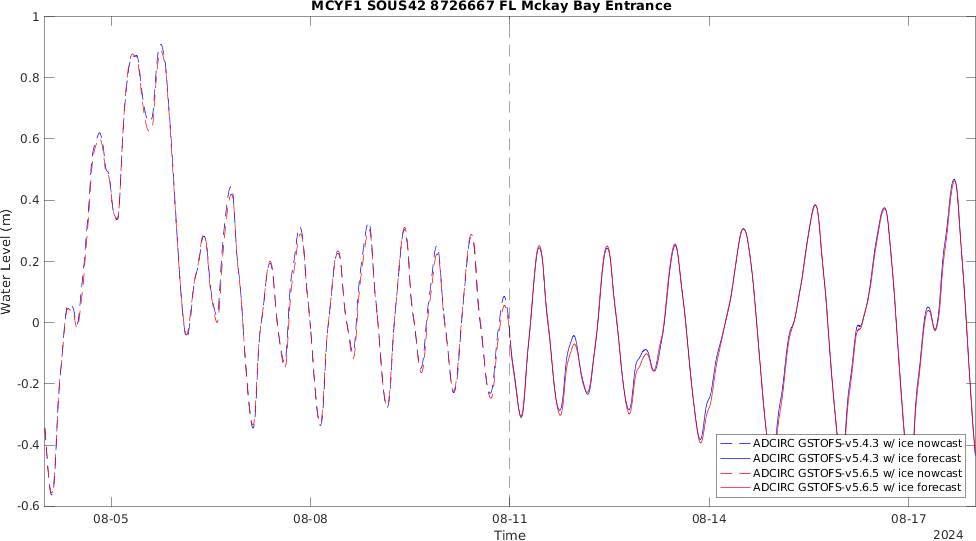 MCYF1 SOUS42 8726667 FL Mckay Bay Entrance
1
0.8
0.6
0.4
0.2
0
-0.2
-0.4
-0.6
Water Level (m)
ADCIRC GSTOFS-v5.4.3 w/ ice nowcast
ADCIRC GSTOFS-v5.4.3 w/ ice forecast
ADCIRC GSTOFS-v5.6.5 w/ ice nowcast
ADCIRC GSTOFS-v5.6.5 w/ ice forecast
08-05 08-08 08-11 08-14 08-17
Time
2024